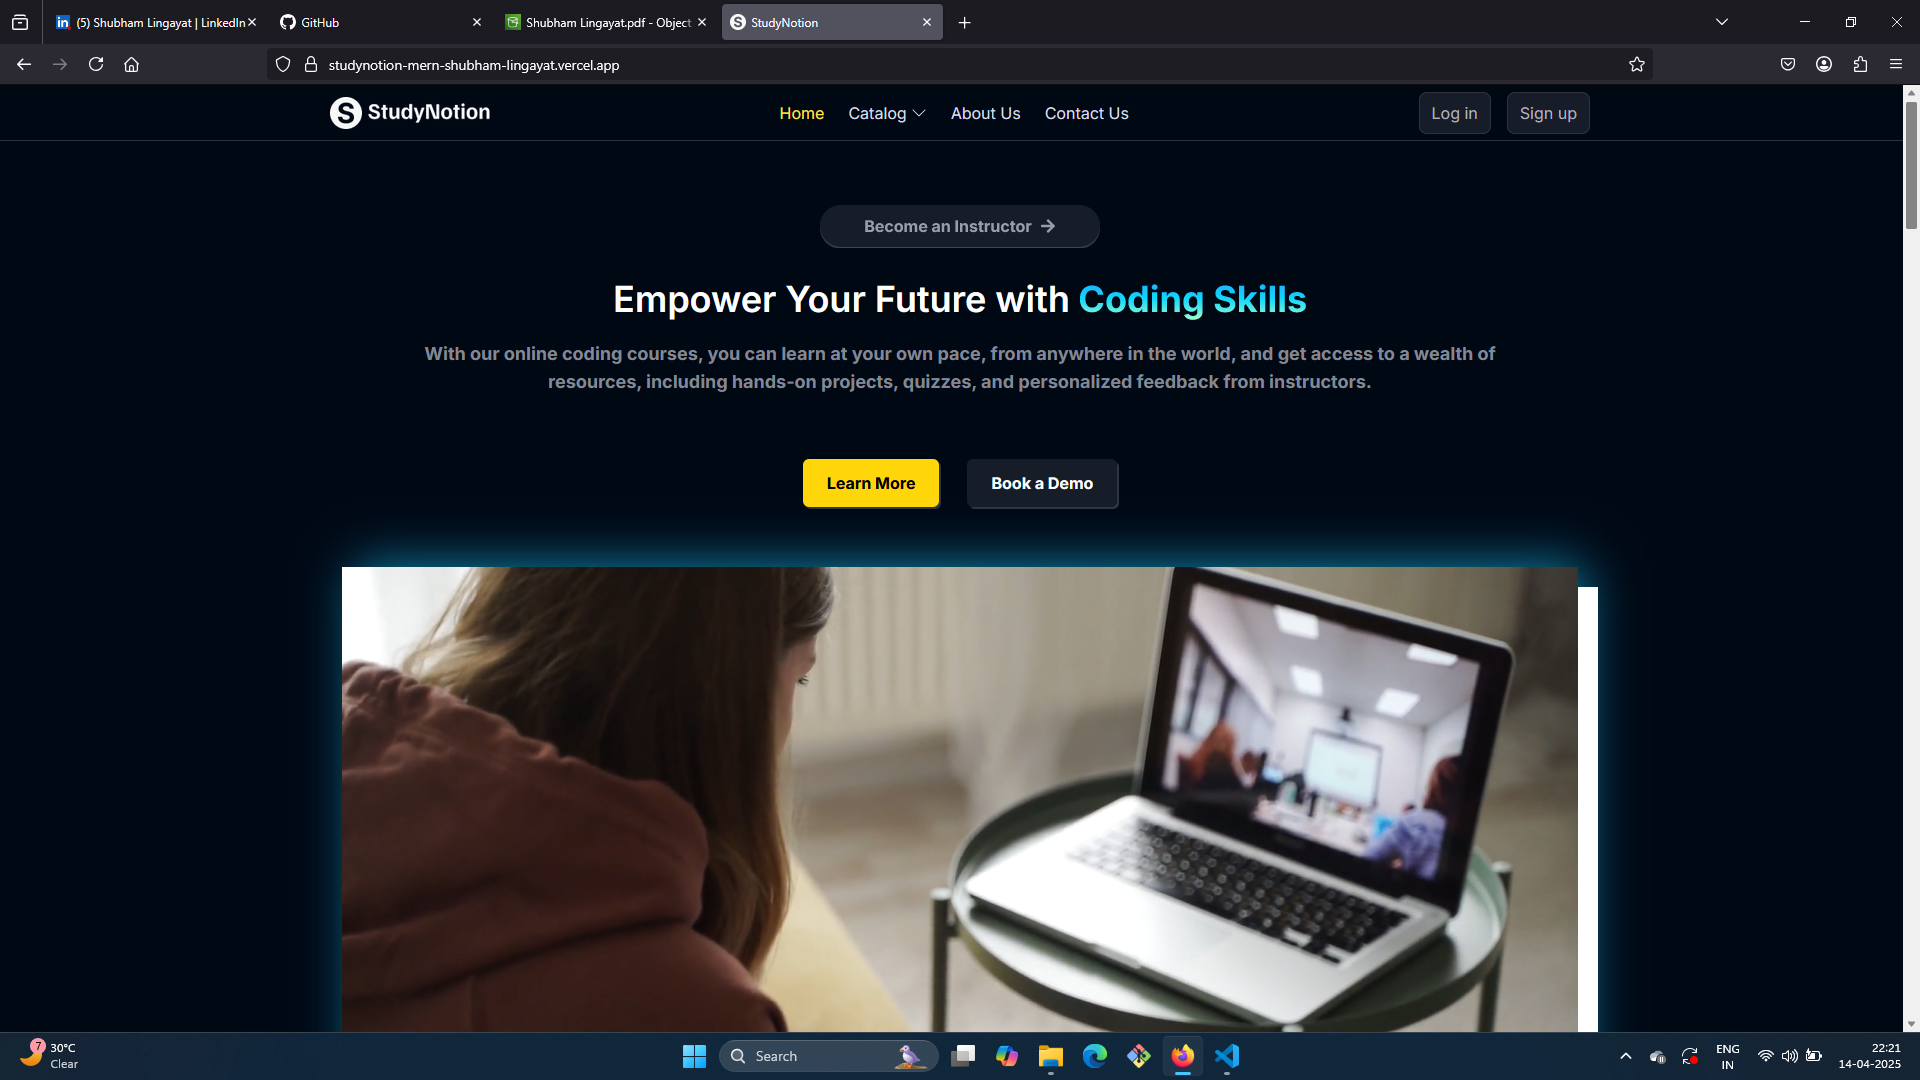 (5) Shubham Lingayat | LinkedIn
GitHub
Shubham Lingayat.pdf - Object
StudyNotion
studynotion-mern-shubham-lingayat.vercel.app
StudyNotion
Home
Catalog
About Us
Contact Us
Log in
Sign up
Become an Instructor
Empower Your Future with Coding Skills
With our online coding courses, you can learn at your own pace, from anywhere in the world, and get access to a wealth of
resources, including hands-on projects, quizzes, and personalized feedback from instructors.
Learn More
Book a Demo
7
30°C
Clear
Search
ENG
IN
22:21
14-04-2025